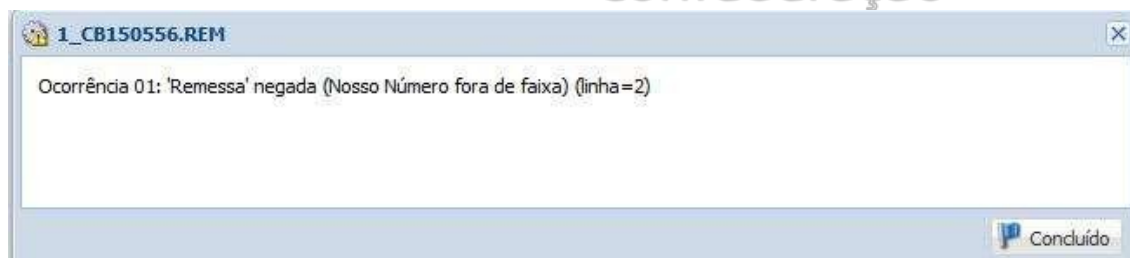 1_CB150556.REM
Ocorrência 01: 'Remessa' negada (Nosso Número fora de faixa) (linha=2)
Concluído